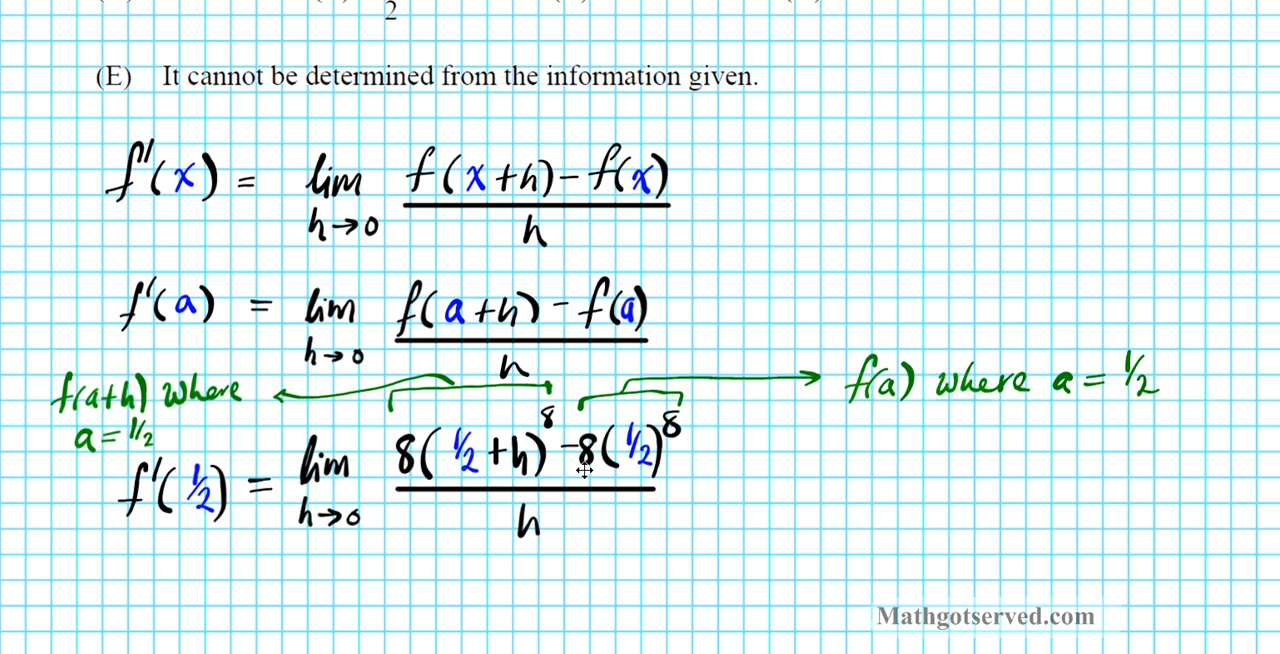 2
(E) It cannot be determined from the information given.
f'(x) = lim h→0 f(x+h)-f(x) / h
f'(a) = lim h→0 f(a+h)-f(a) / h
f(a+h) where a = 1/2
f(a) where a = 1/2
f'(1/2) = lim h→0 8(1/2+h)^8-8(1/2)^8 / h
Mathgotserved.com